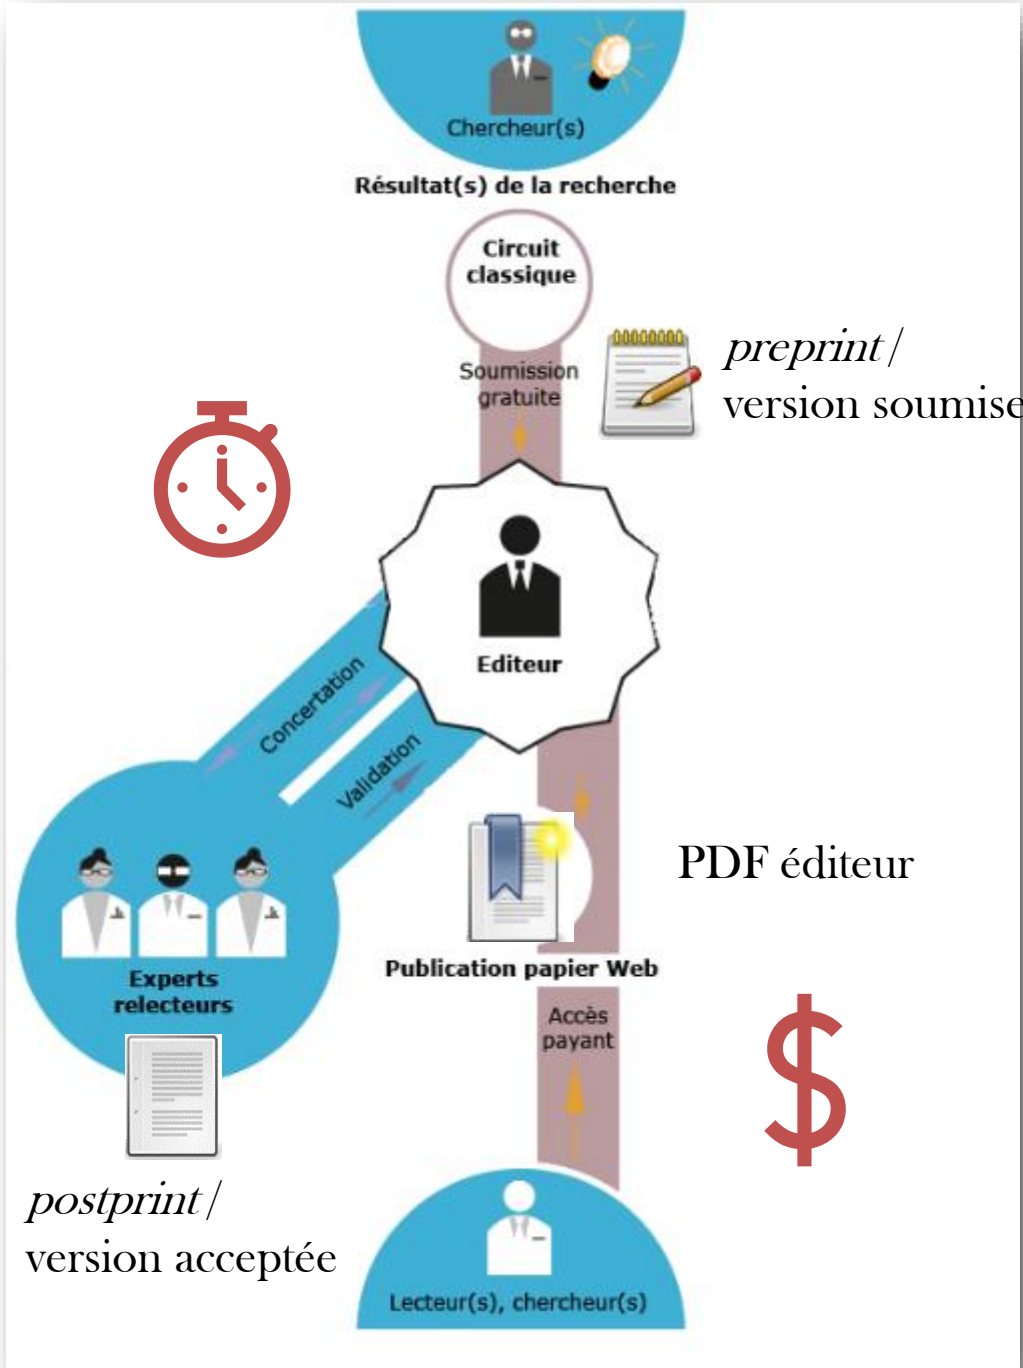 Chercheur(s)
Résultat(s) de la recherche
Circuit
classique
Soumission
gratuite
preprint /
version soumise
Editeur
Concertation
Validation
PDF éditeur
Publication papier Web
Experts
relecteurs
Accès
payant
postprint /
version acceptée
Lecteur(s), chercheur(s)